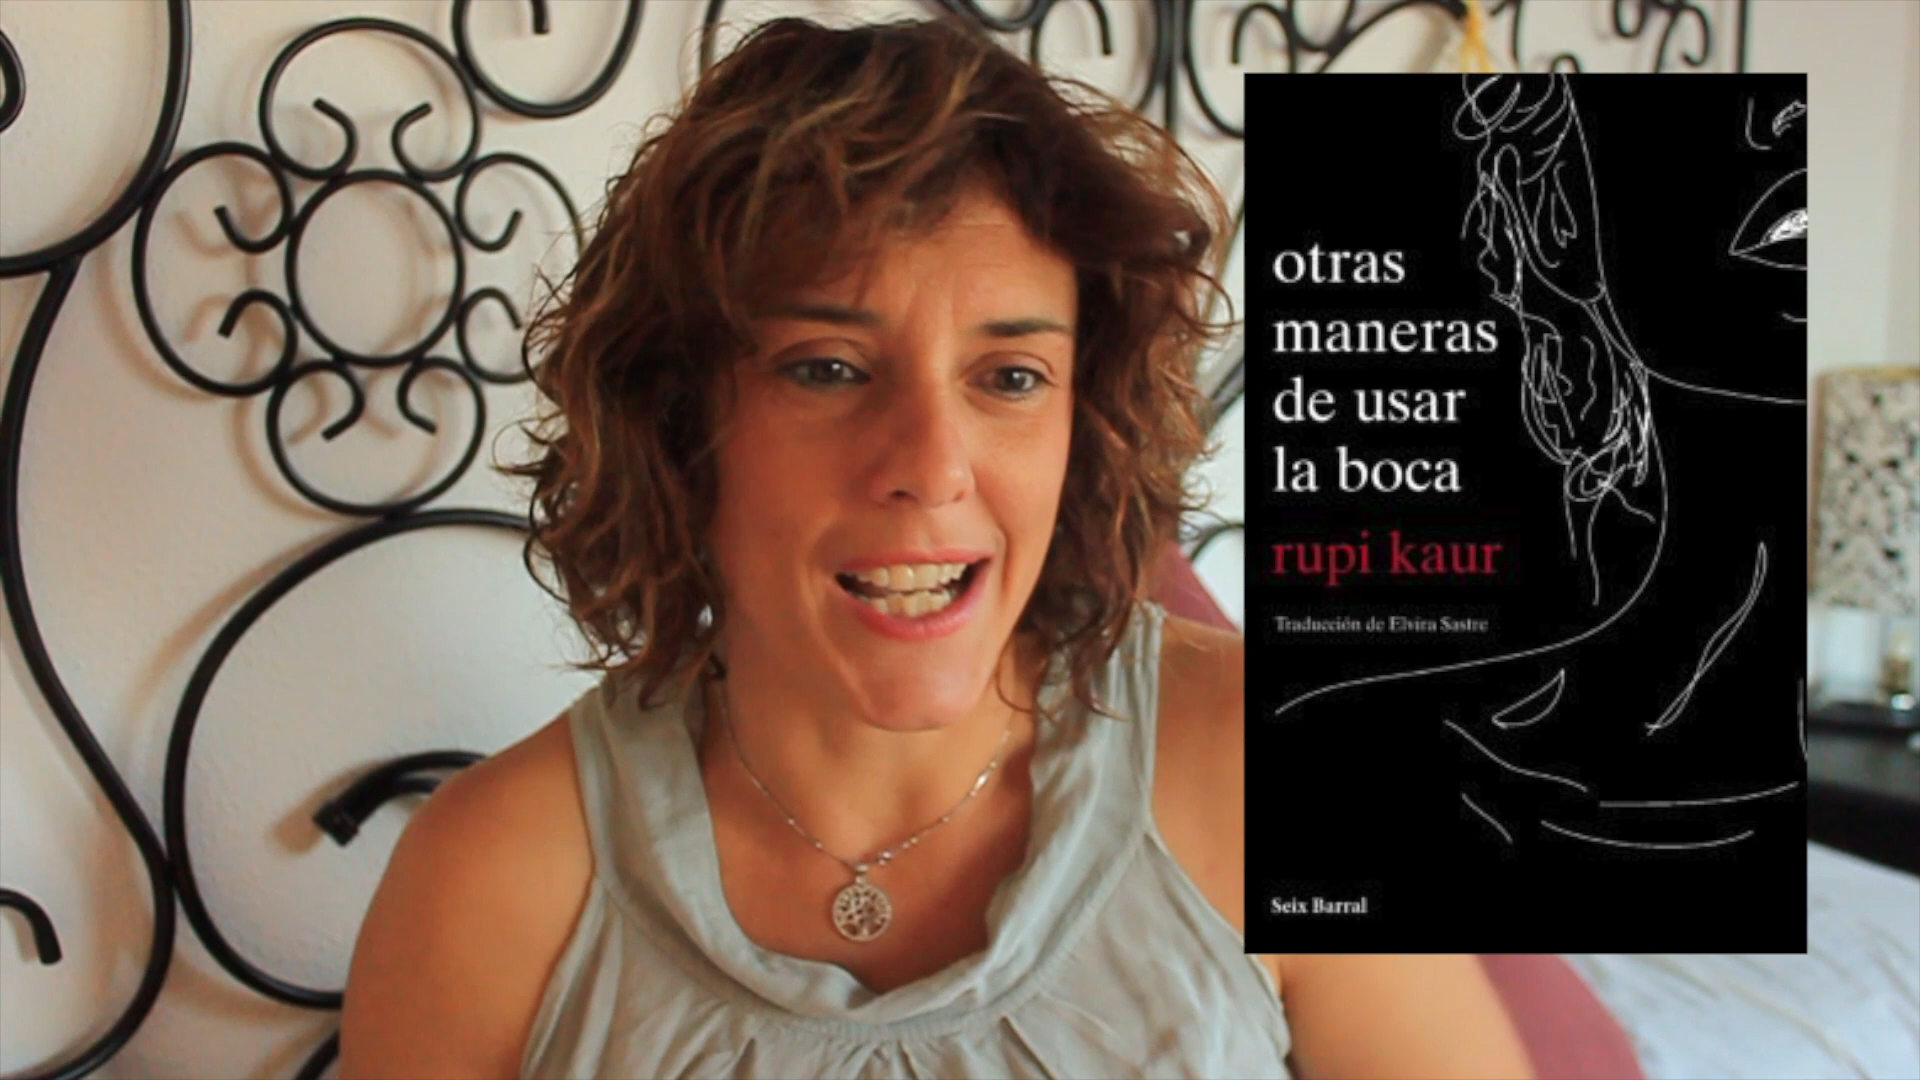 otras
maneras
de usar
la boca
rupi kaur
Traducción de Elvira Sastre
Seix Barral